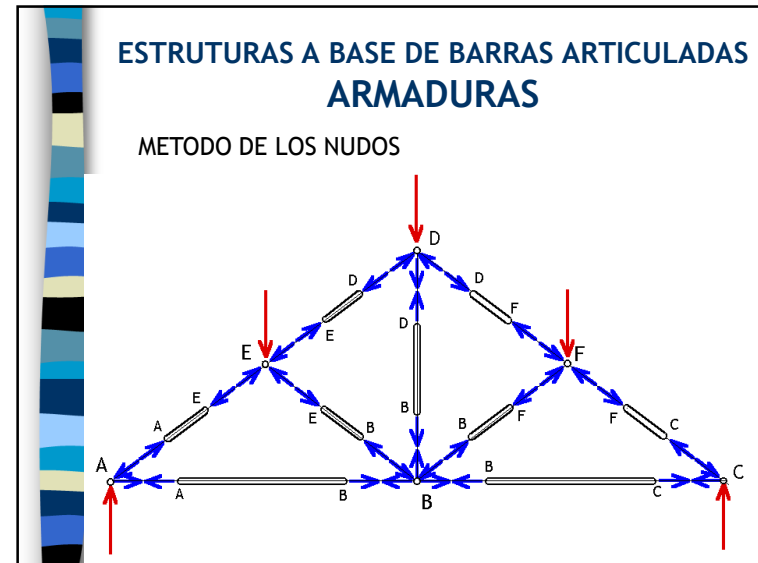 ESTRUTURAS A BASE DE BARRAS ARTICULADAS
ARMADURAS
METODO DE LOS NUDOS
D
D D
E F
E D F
E B B F
A E B F C
A F
A C
A B B C
B